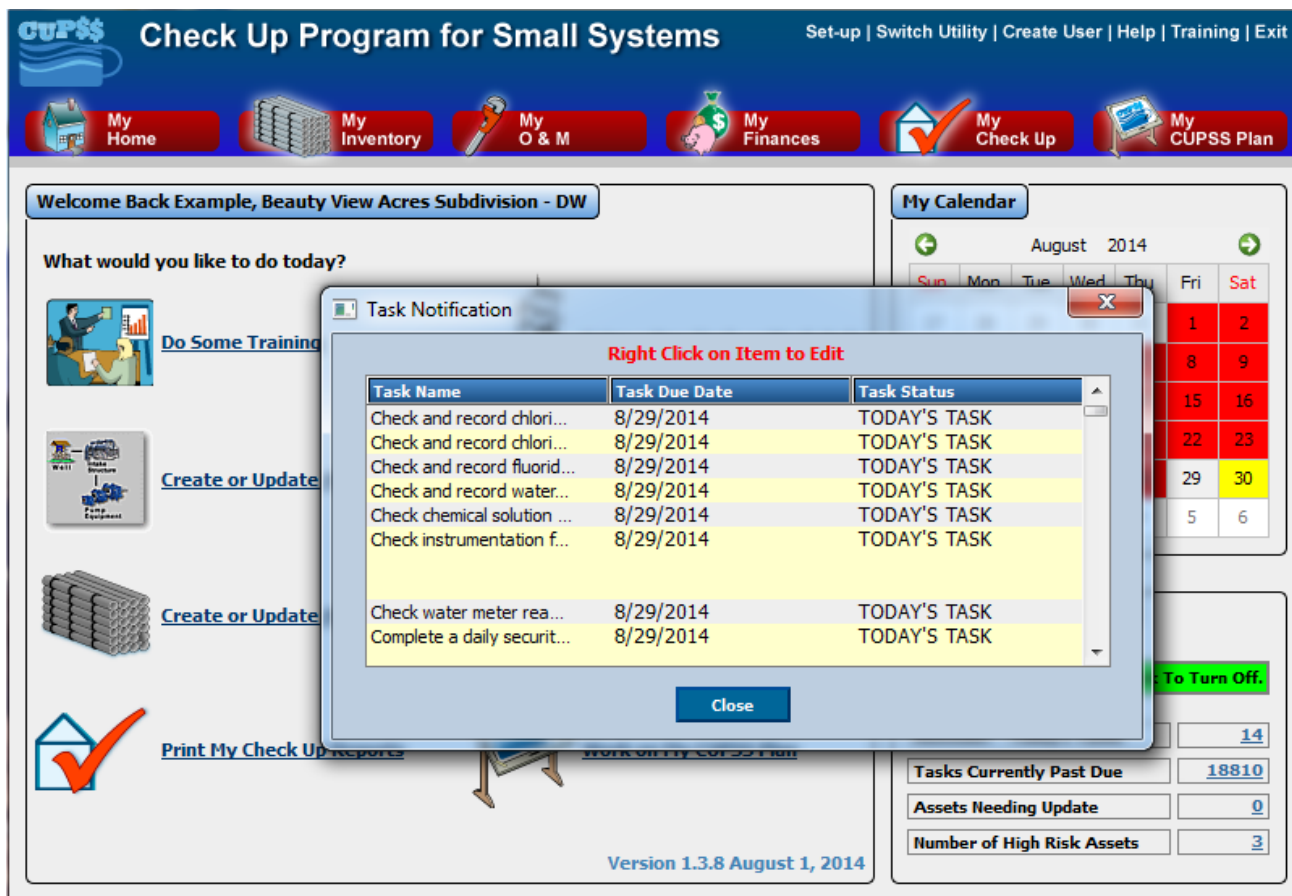 CUP$$
Check Up Program for Small Systems
Set-up | Switch Utility | Create User | Help | Training | Exit
My Home
My Inventory
My O & M
My Finances
My Check Up
My CUPSS Plan
Welcome Back Example, Beauty View Acres Subdivision - DW
What would you like to do today?
Do Some Training
Create or Update
Create or Update
Print My Check Up Reports
Work on My CUPSS Plan
Version 1.3.8 August 1, 2014
Task Notification
Right Click on Item to Edit
Task Name Task Due Date Task Status
Check and record chlori... 8/29/2014 TODAY'S TASK
Check and record chlori... 8/29/2014 TODAY'S TASK
Check and record fluorid... 8/29/2014 TODAY'S TASK
Check and record water... 8/29/2014 TODAY'S TASK
Check chemical solution ... 8/29/2014 TODAY'S TASK
Check instrumentation f... 8/29/2014 TODAY'S TASK
Check water meter rea... 8/29/2014 TODAY'S TASK
Complete a daily securit... 8/29/2014 TODAY'S TASK
Close
My Calendar
August 2014
Sun Mon Tue Wed Thu Fri Sat
1 2
8 9
15 16
22 23
29 30
5 6
To Turn Off.
14
Tasks Currently Past Due 18810
Assets Needing Update 0
Number of High Risk Assets 3